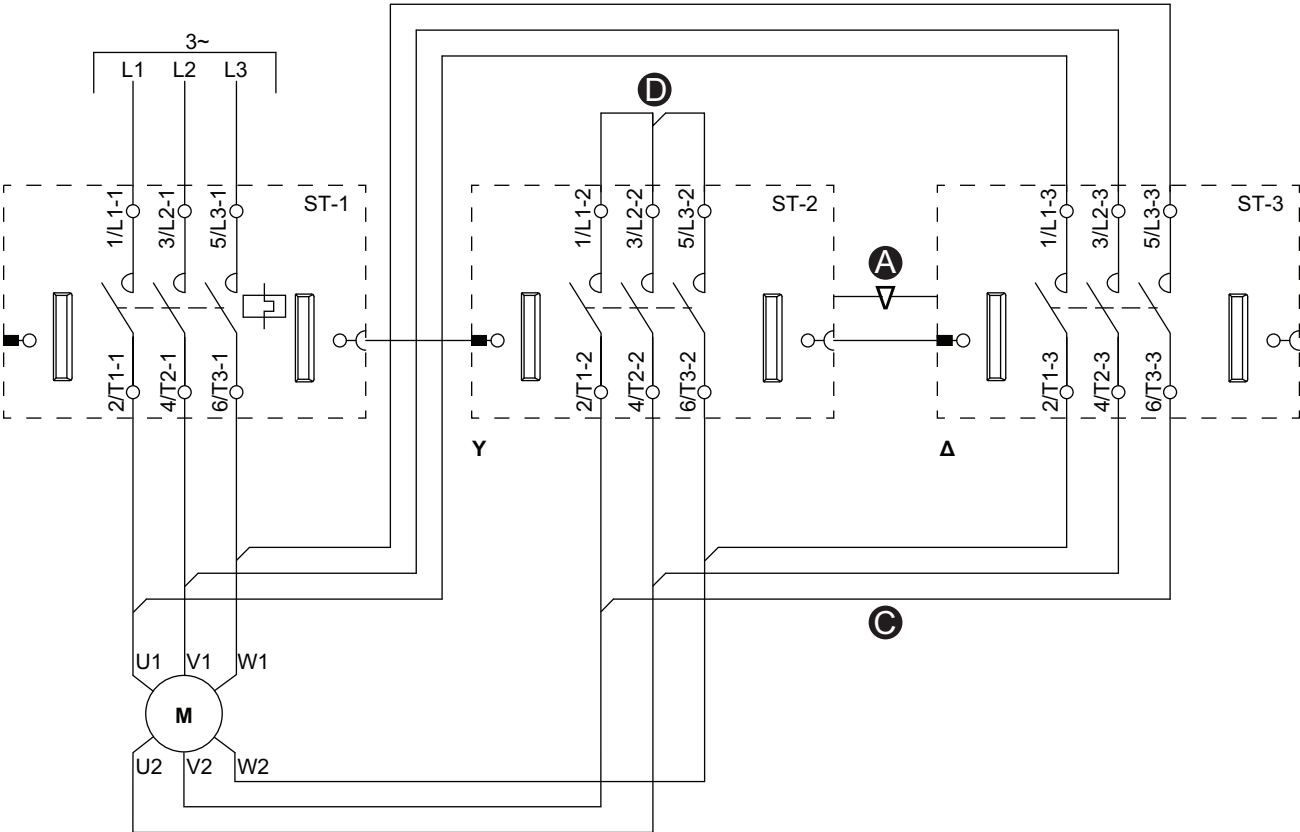 3~
L1 L2 L3
D
1/L1-1 3/L2-1 5/L3-1 ST-1
1/L1-2 3/L2-2 5/L3-2 ST-2
1/L1-3 3/L2-3 5/L3-3 ST-3
A
2/T1-1 4/T2-1 6/T3-1
2/T1-2 4/T2-2 6/T3-2
2/T1-3 4/T2-3 6/T3-3
Y Δ
C
U1 V1 W1
M
U2 V2 W2